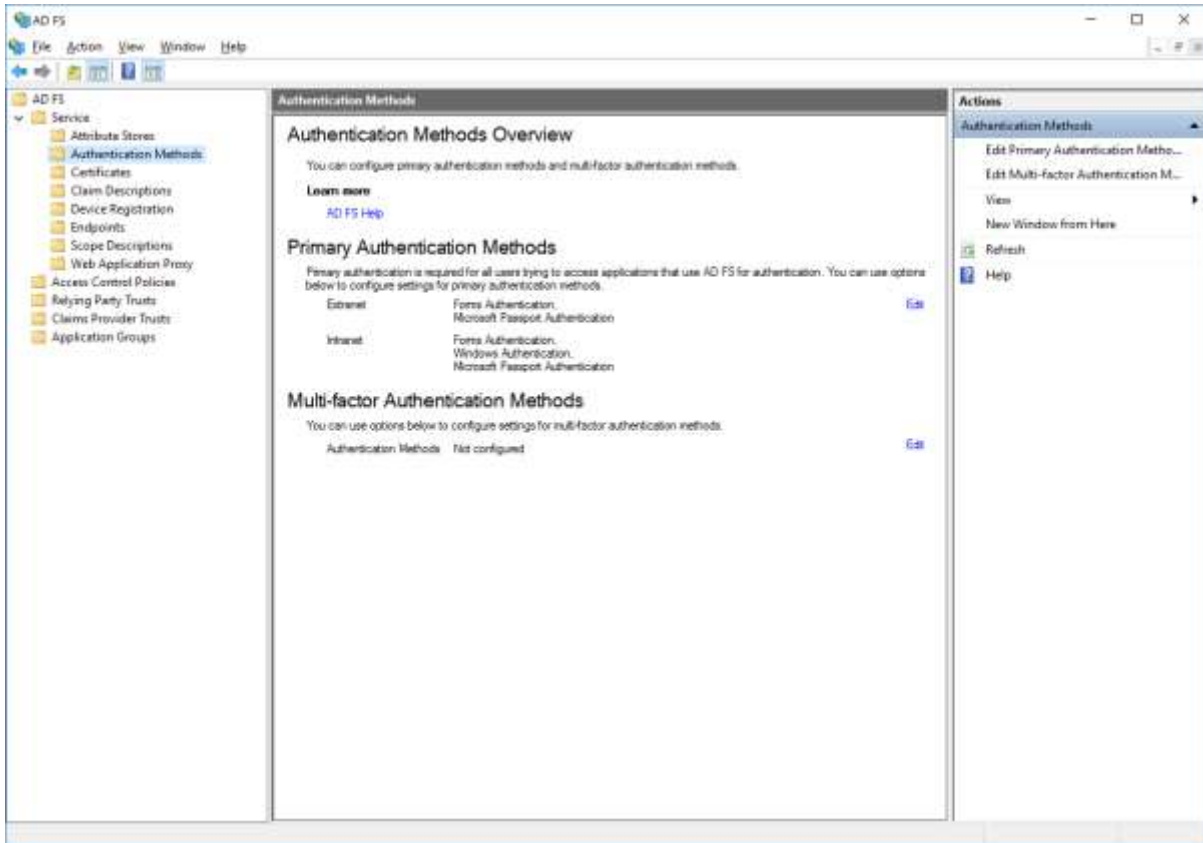 AD FS
File Action View Window Help
AD FS
Service
Attribute Stores
Authentication Methods
Certificates
Claim Descriptions
Device Registration
Endpoints
Scope Descriptions
Web Application Proxy
Access Control Policies
Relying Party Trusts
Claims Provider Trusts
Application Groups
Authentication Methods
Authentication Methods Overview
You can configure primary authentication methods and multi-factor authentication methods.
Learn more
AD FS Help
Primary Authentication Methods
Primary authentication is required for all users trying to access applications that use AD FS for authentication. You can use options
below to configure settings for primary authentication methods.
Extranet Forms Authentication, Edit
Microsoft Passport Authentication
Intranet Forms Authentication,
Windows Authentication,
Microsoft Passport Authentication
Multi-factor Authentication Methods
You can use options below to configure settings for multi-factor authentication methods.
Authentication Methods Not configured Edit
Actions
Authentication Methods
Edit Primary Authentication Metho...
Edit Multi-factor Authentication M...
View
New Window from Here
Refresh
Help